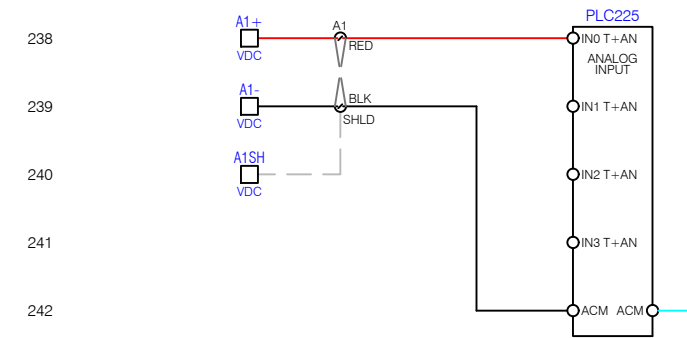 PLC225
238
A1+
VDC
A1
RED
IN0 T+AN
ANALOG
INPUT
239
A1-
VDC
BLK
SHLD
IN1 T+AN
240
A1SH
VDC
IN2 T+AN
241
IN3 T+AN
242
ACM ACM